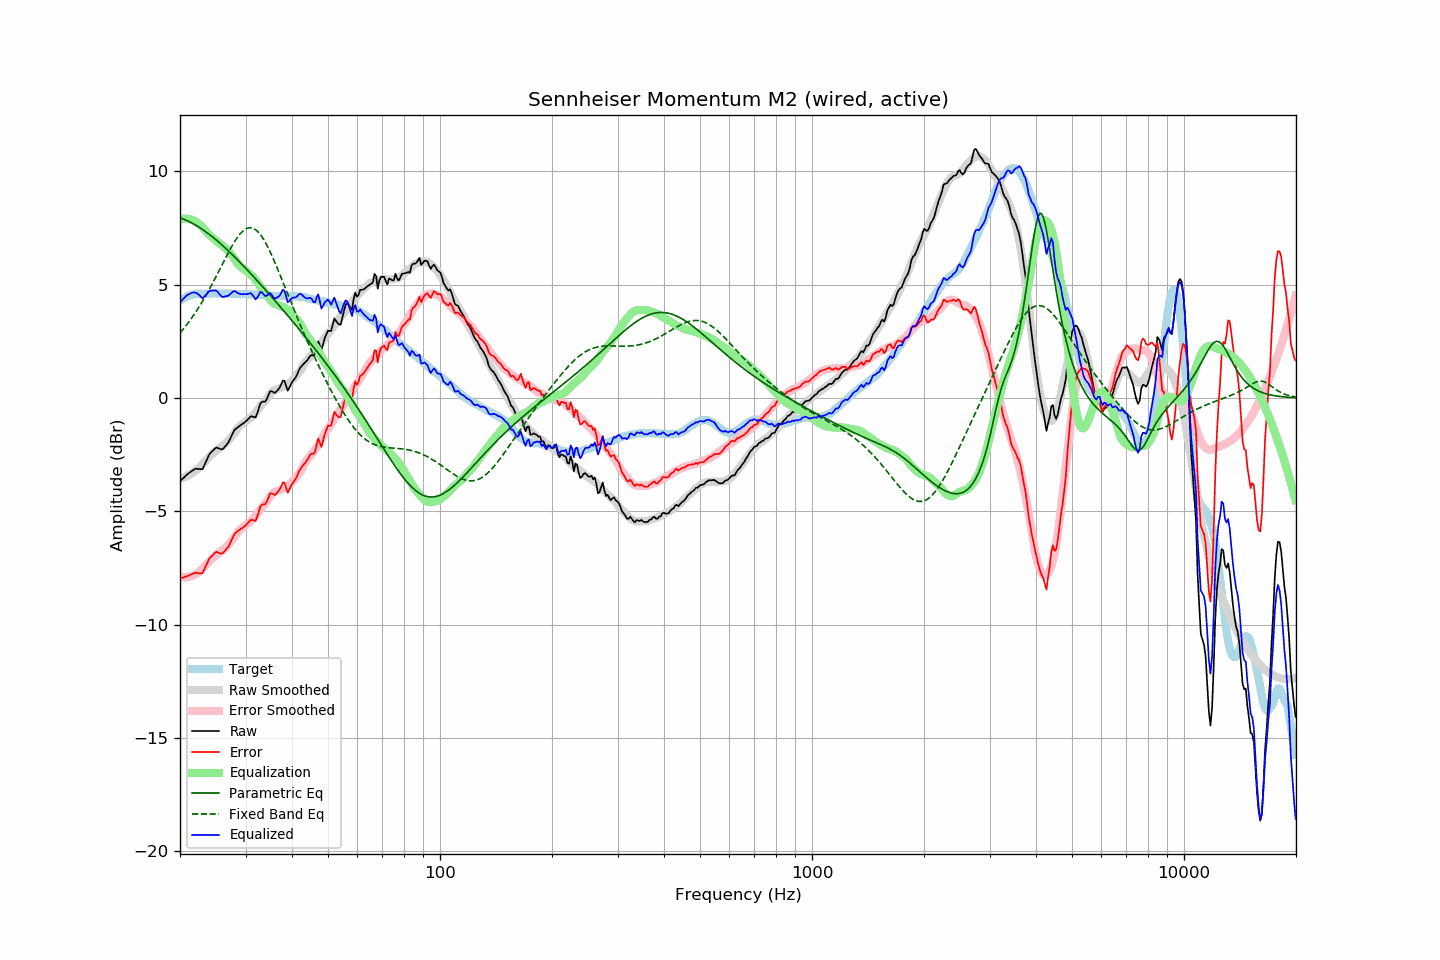 Sennheiser Momentum M2 (wired, active)
10
5
0
−5
−10
−15
−20
Amplitude (dBr)
Target
Raw Smoothed
Error Smoothed
Raw
Error
Equalization
Parametric Eq
Fixed Band Eq
Equalized
100
1000
10000
Frequency (Hz)